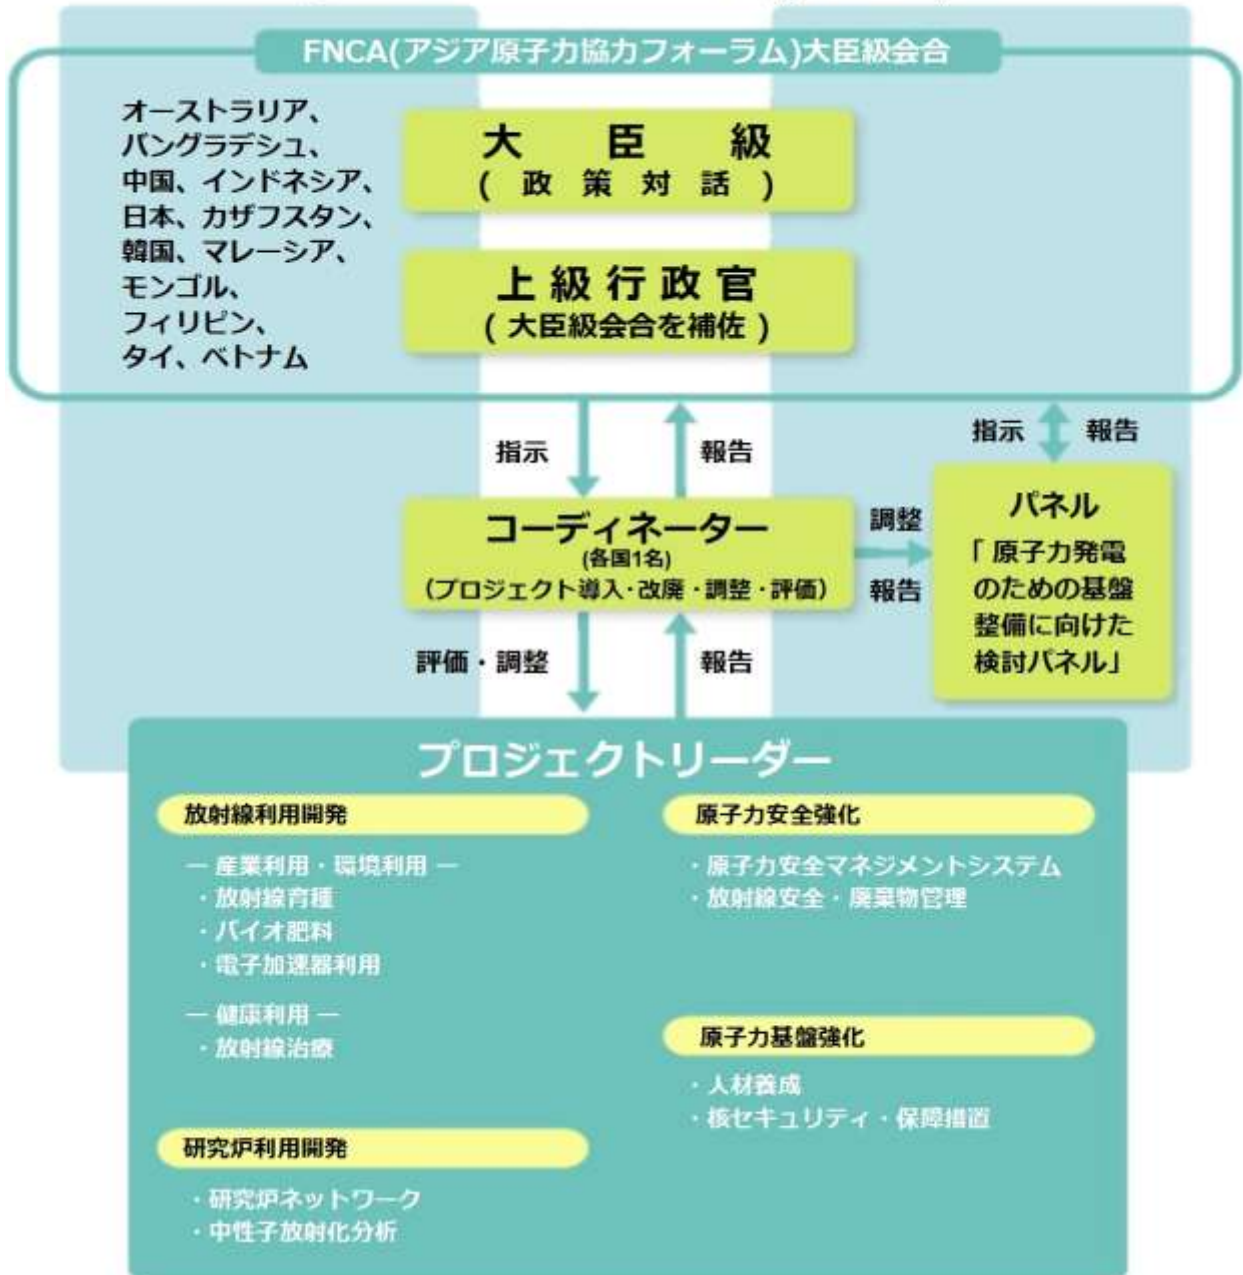 FNCA(アジア原子力協力フォーラム)大臣級会合
オーストラリア、
バングラデシュ、
中国、インドネシア、
日本、カザフスタン、
韓国、マレーシア、
モンゴル、
フィリピン、
タイ、ベトナム
大臣級
(政策対話)
上級行政官
(大臣級会合を補佐)
指示
報告
指示
報告
コーディネーター
(各国1名)
(プロジェクト導入・改廃・調整・評価)
調整
報告
パネル
「原子力発電
のための基盤
整備に向けた
検討パネル」
評価・調整
報告
プロジェクトリーダー
放射線利用開発
― 産業利用・環境利用 ―
・放射線育種
・バイオ肥料
・電子加速器利用
― 健康利用 ―
・放射線治療
研究炉利用開発
・研究炉ネットワーク
・中性子放射化分析
原子力安全強化
・原子力安全マネジメントシステム
・放射線安全・廃棄物管理
原子力基盤強化
・人材養成
・核セキュリティ・保障措置